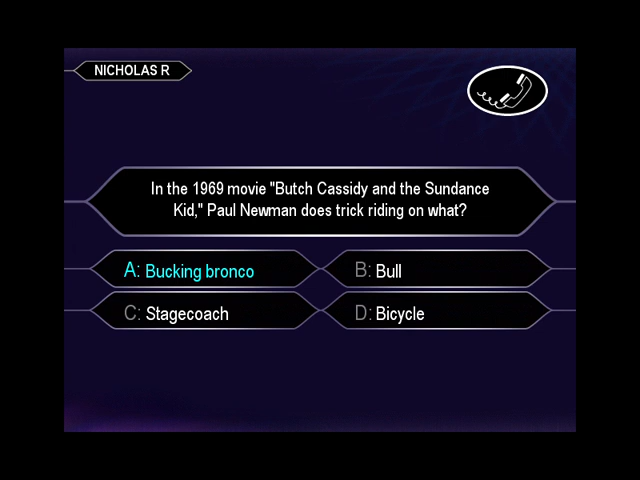 NICHOLAS R
In the 1969 movie "Butch Cassidy and the Sundance
Kid," Paul Newman does trick riding on what?
A: Bucking bronco
B: Bull
C: Stagecoach
D: Bicycle